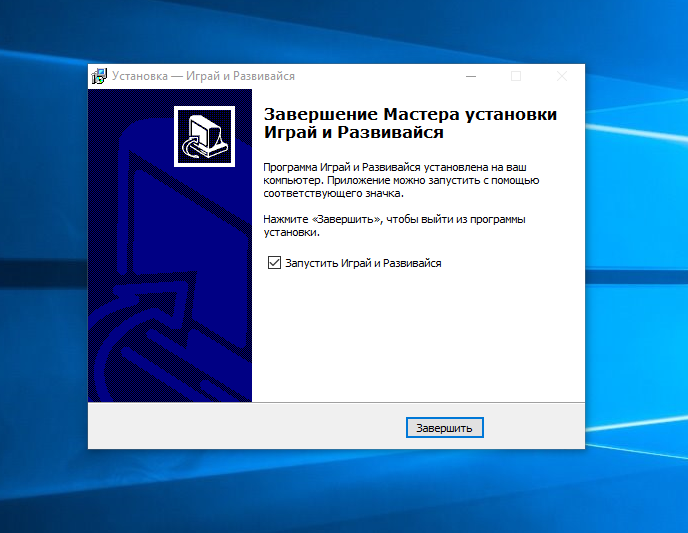 Установка — Играй и Развивайся
Завершение Мастера установки
Играй и Развивайся
Программа Играй и Развивайся установлена на ваш
компьютер. Приложение можно запустить с помощью
соответствующего значка.
Нажмите «Завершить», чтобы выйти из программы
установки.
Запустить Играй и Развивайся
Завершить